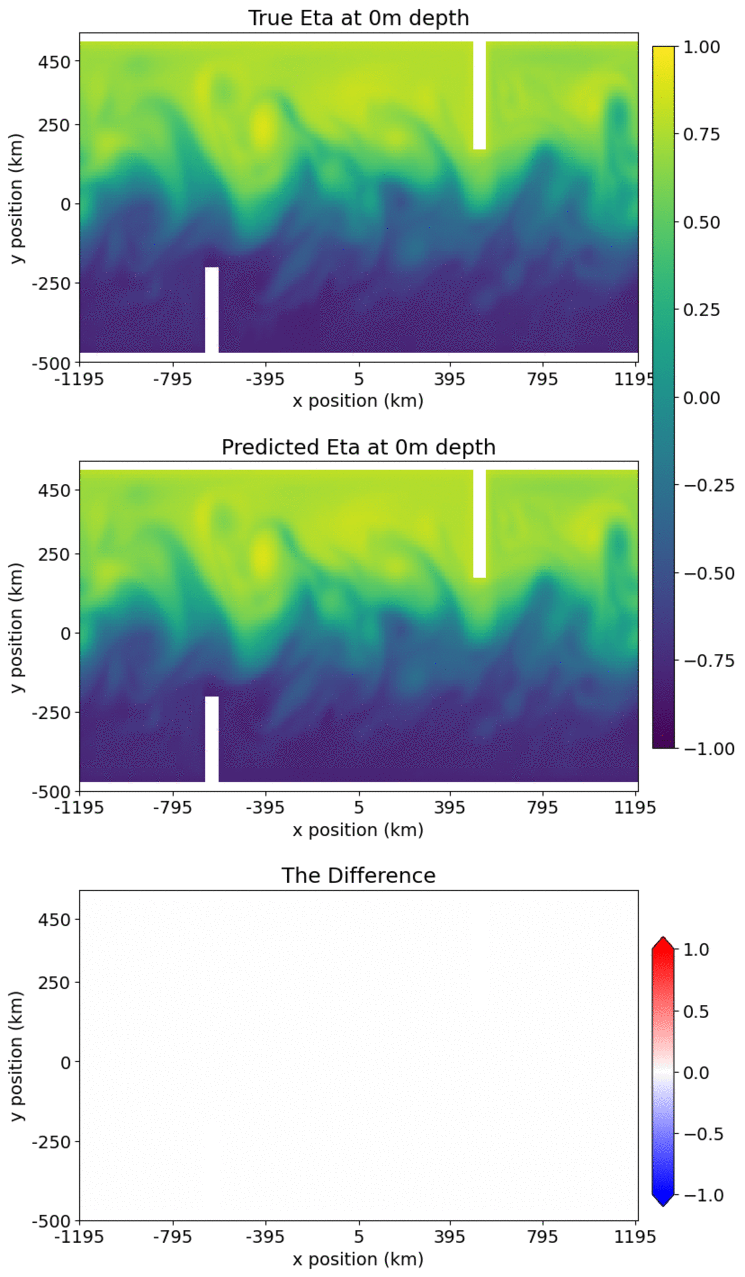 True Eta at 0m depth
450
250
0
-250
-500
y position (km)
-1195 -795 -395 5 395 795 1195
x position (km)
1.00
0.75
0.50
0.25
0.00
−0.25
−0.50
−0.75
−1.00
Predicted Eta at 0m depth
450
250
0
-250
-500
y position (km)
-1195 -795 -395 5 395 795 1195
x position (km)
The Difference
450
250
0
-250
-500
y position (km)
-1195 -795 -395 5 395 795 1195
x position (km)
1.0
0.5
0.0
−0.5
−1.0